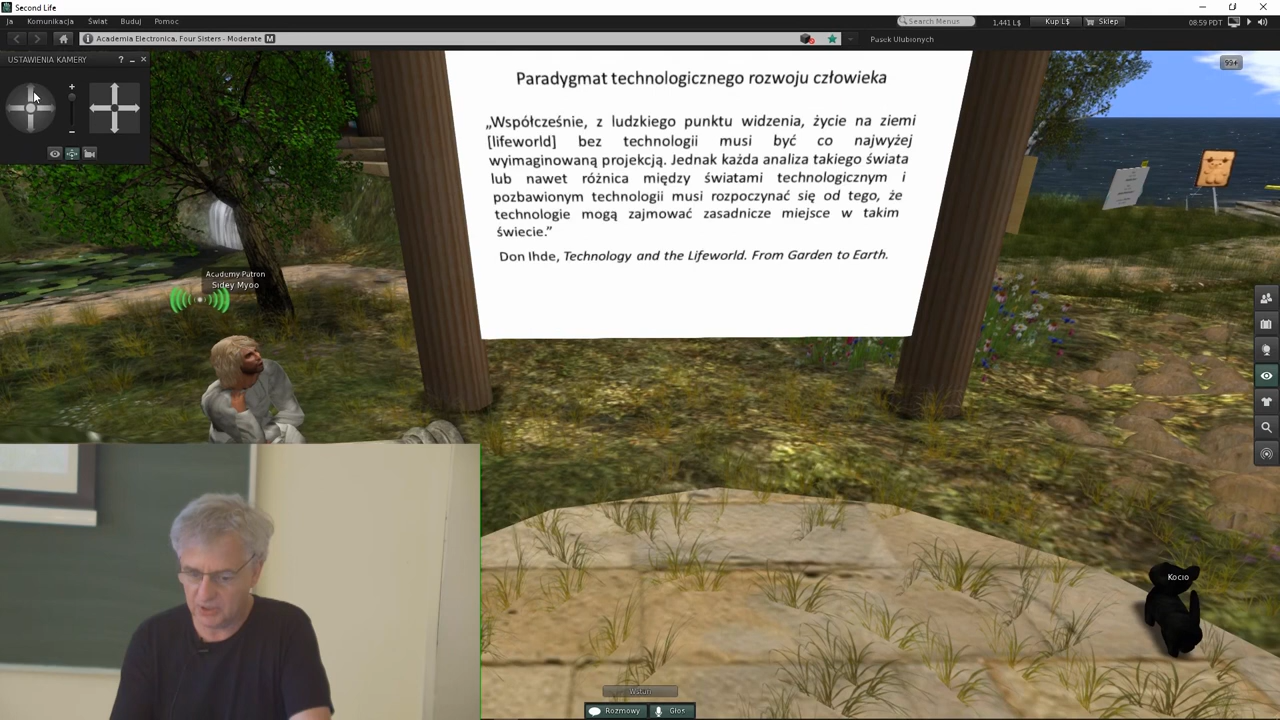 Second Life
Ja Komunikacja Świat Buduj Pomoc
Search Menus 1,441 L$ Kup L$ Sklep 08:59 PDT
Academia Electronica, Four Sisters - Moderate M Pasek Ulubionych
USTAWIENIA KAMERY ? 99+
Paradygmat technologicznego rozwoju człowieka
„Współcześnie, z ludzkiego punktu widzenia, życie na ziemi
[lifeworld] bez technologii musi być co najwyżej
wyimaginowaną projekcją. Jednak każda analiza takiego świata
lub nawet różnica między światami technologicznym i
pozbawionym technologii musi rozpoczynać się od tego, że
technologie mogą zajmować zasadnicze miejsce w takim
świecie.”
Don Ihde, Technology and the Lifeworld. From Garden to Earth.
Academy Patron
Sidey Myoo
Kocio
Wstań
Rozmowy Głos